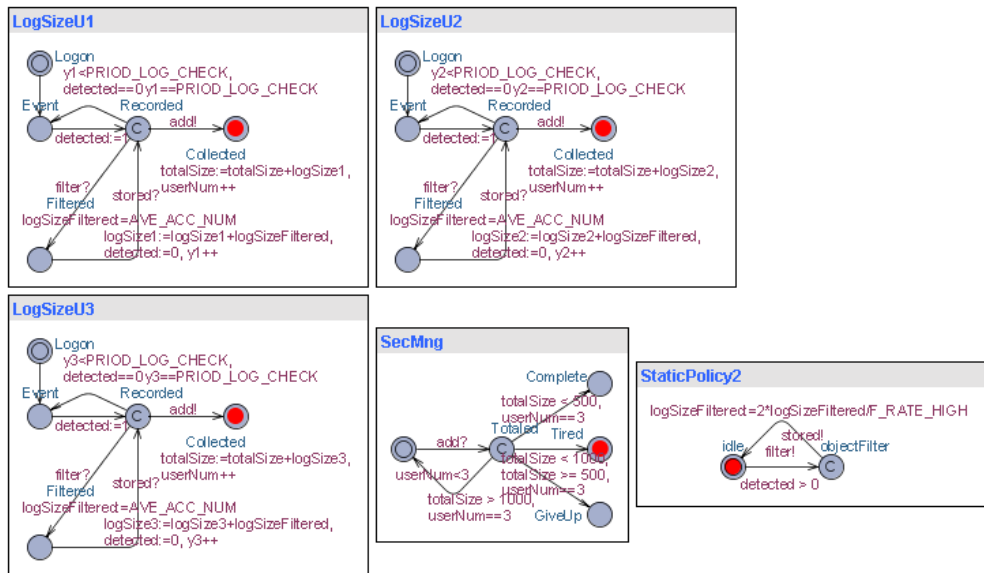 LogSizeU1
Logon
y1<PRIOD_LOG_CHECK,
detected==0y1==PRIOD_LOG_CHECK
Event
Recorded
add!
detected:=1
Collected
totalSize:=totalSize+logSize1,
userNum++
filter?
stored?
Filtered
logSizeFiltered:=AVE_ACC_NUM
logSize1:=logSize1+logSizeFiltered,
detected:=0, y1++
LogSizeU2
Logon
y2<PRIOD_LOG_CHECK,
detected==0y2==PRIOD_LOG_CHECK
Event
Recorded
add!
detected:=1
Collected
totalSize:=totalSize+logSize2,
userNum++
filter?
stored?
Filtered
logSizeFiltered:=AVE_ACC_NUM
logSize2:=logSize2+logSizeFiltered,
detected:=0, y2++
LogSizeU3
Logon
y3<PRIOD_LOG_CHECK,
detected==0y3==PRIOD_LOG_CHECK
Event
Recorded
add!
detected:=1
Collected
totalSize:=totalSize+logSize3,
userNum++
filter?
stored?
Filtered
logSizeFiltered:=AVE_ACC_NUM
logSize3:=logSize3+logSizeFiltered,
detected:=0, y3++
SecMng
Complete
totalSize < 500,
userNum==3
Totaled
Tired
add?
totalSize < 1000,
totalSize >= 500,
userNum==3
userNum<3
totalSize > 1000,
userNum==3
GiveUp
StaticPolicy2
logSizeFiltered:=2*logSizeFiltered/F_RATE_HIGH
stored!
idle
objectFilter
filter!
detected > 0